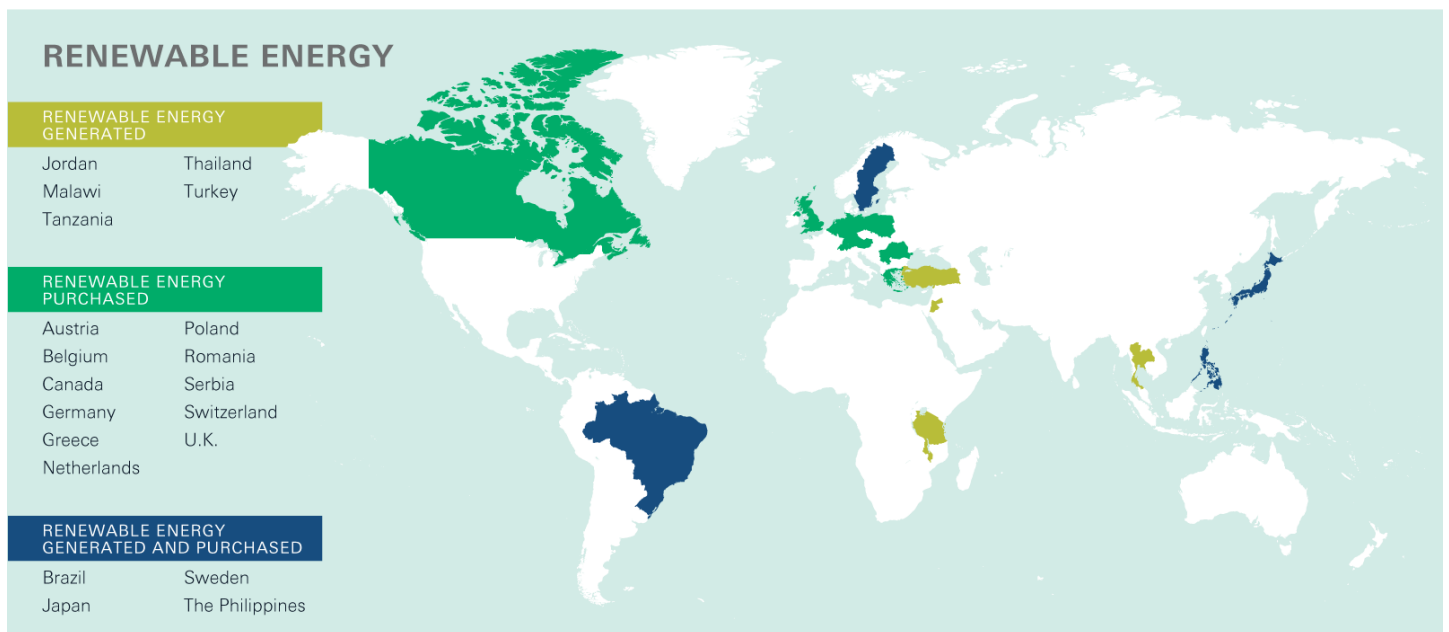 RENEWABLE ENERGY
RENEWABLE ENERGY
GENERATED
Jordan
Malawi
Tanzania
Thailand
Turkey
RENEWABLE ENERGY
PURCHASED
Austria
Belgium
Canada
Germany
Greece
Netherlands
Poland
Romania
Serbia
Switzerland
U.K.
RENEWABLE ENERGY
GENERATED AND PURCHASED
Brazil
Japan
Sweden
The Philippines